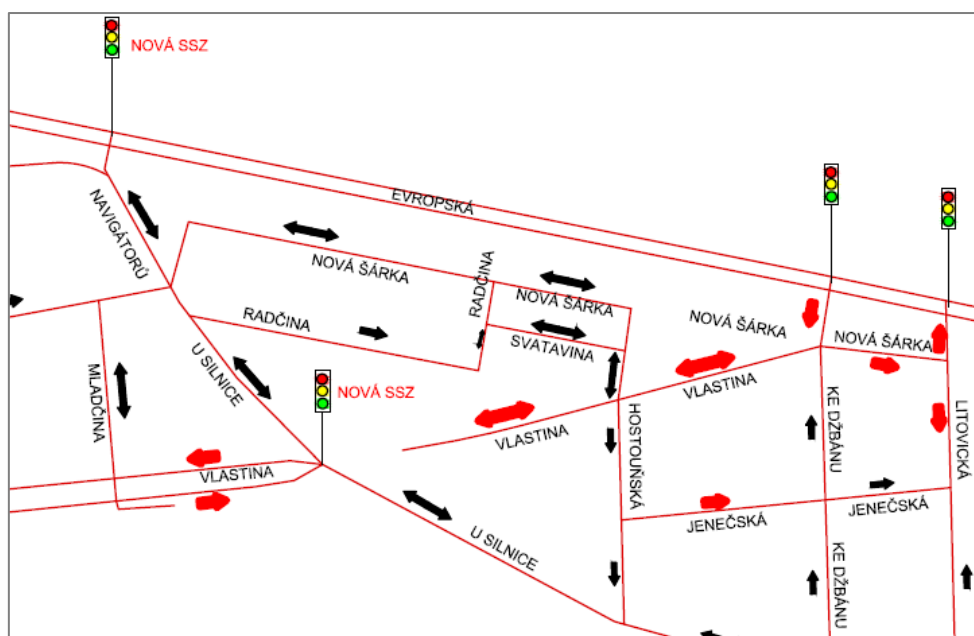 NOVÁ SSZ
EVROPSKÁ
NAVIGÁTORŮ
NOVÁ ŠÁRKA
RADČINA
NOVÁ ŠÁRKA
NOVÁ ŠÁRKA
NOVÁ ŠÁRKA
RADČINA
SVATAVINA
U SILNICE
MLADČINA
NOVÁ SSZ
VLASTINA
VLASTINA
HOSTOUŇSKÁ
KE DŽBÁNU
LITOVICKÁ
VLASTINA
JENEČSKÁ
JENEČSKÁ
U SILNICE
KE DŽBÁNU